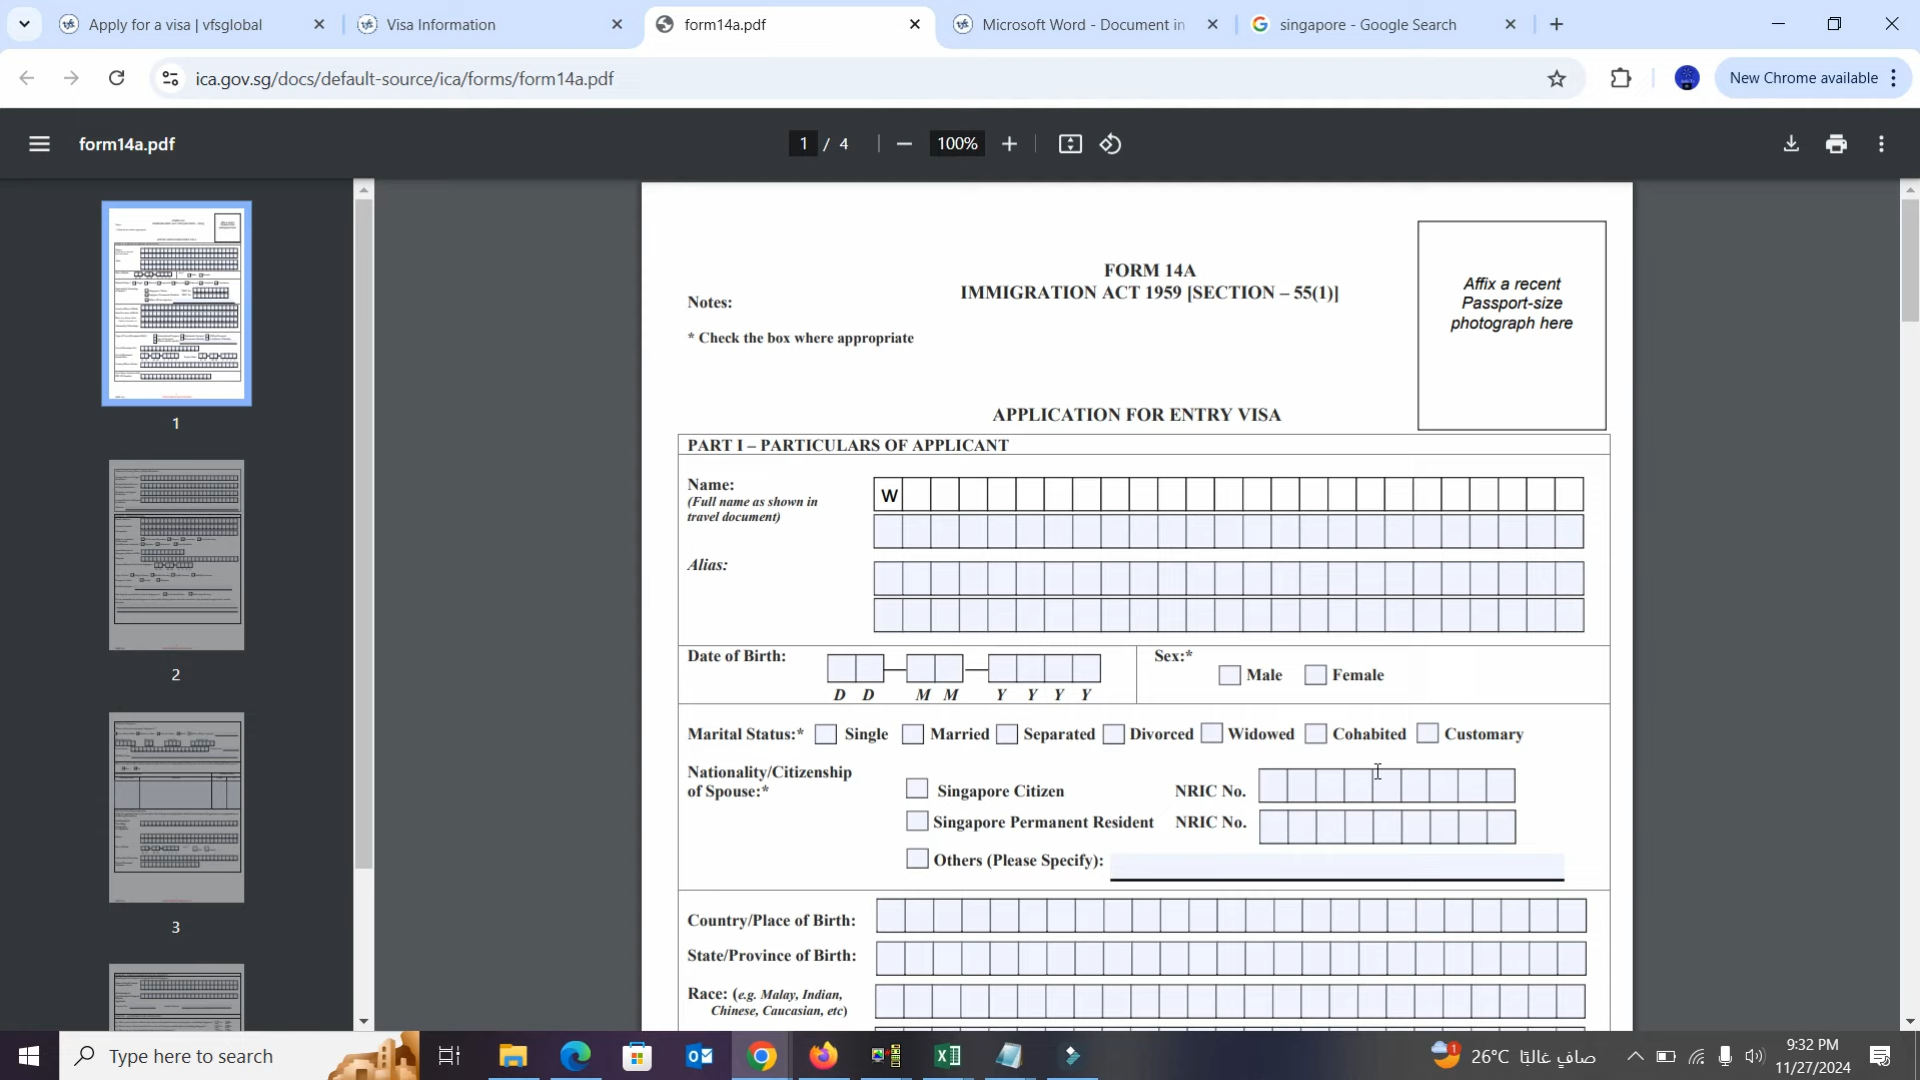 Apply for a visa | vfsglobal
Visa Information
form14a.pdf
Microsoft Word - Document in
singapore - Google Search
ica.gov.sg/docs/default-source/ica/forms/form14a.pdf
New Chrome available
form14a.pdf
1 / 4
100%
1
2
3
FORM 14A
IMMIGRATION ACT 1959 [SECTION – 55(1)]
Notes:
* Check the box where appropriate
Affix a recent
Passport-size
photograph here
APPLICATION FOR ENTRY VISA
PART I – PARTICULARS OF APPLICANT
Name:
(Full name as shown in
travel document)
W
Alias:
Date of Birth:
D D M M Y Y Y Y
Sex:*
Male Female
Marital Status:* Single Married Separated Divorced Widowed Cohabited Customary
Nationality/Citizenship
of Spouse:*
Singapore Citizen NRIC No.
Singapore Permanent Resident NRIC No.
Others (Please Specify):
Country/Place of Birth:
State/Province of Birth:
Race: (e.g. Malay, Indian,
Chinese, Caucasian, etc)
Type here to search
26°C صافٍ غالبًا
9:32 PM
11/27/2024